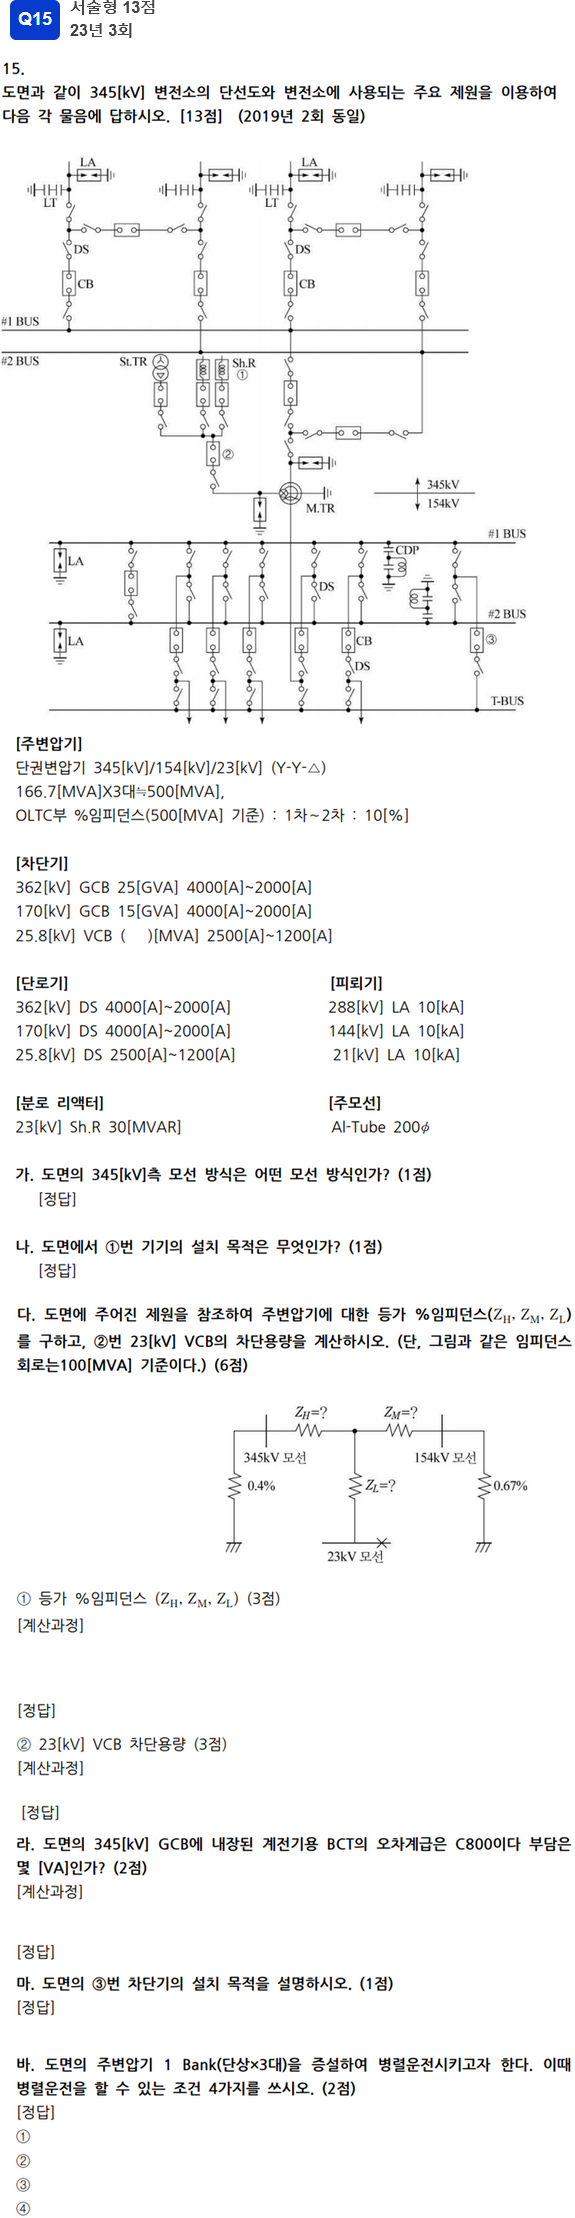 Q15
서술형 13점
23년 3회
15.
도면과 같이 345[kV] 변전소의 단선도와 변전소에 사용되는 주요 제원을 이용하여
다음 각 물음에 답하시오. [13점] (2019년 2회 동일)
LA
LA
LT
LT
DS
DS
CB
CB
#1 BUS
#2 BUS
St.TR
Sh.R
①
②
345kV
154kV
M.TR
#1 BUS
CDP
LA
DS
#2 BUS
LA
CB
③
DS
T-BUS
[주변압기]
단권변압기 345[kV]/154[kV]/23[kV] (Y-Y-△)
166.7[MVA]X3대≒500[MVA],
OLTC부 %임피던스(500[MVA] 기준) : 1차~2차 : 10[%]
[차단기]
362[kV] GCB 25[GVA] 4000[A]~2000[A]
170[kV] GCB 15[GVA] 4000[A]~2000[A]
25.8[kV] VCB ( )[MVA] 2500[A]~1200[A]
[단로기] [피뢰기]
362[kV] DS 4000[A]~2000[A] 288[kV] LA 10[kA]
170[kV] DS 4000[A]~2000[A] 144[kV] LA 10[kA]
25.8[kV] DS 2500[A]~1200[A] 21[kV] LA 10[kA]
[분로 리액터] [주모선]
23[kV] Sh.R 30[MVAR] Al-Tube 200ϕ
가. 도면의 345[kV]측 모선 방식은 어떤 모선 방식인가? (1점)
[정답]
나. 도면에서 ①번 기기의 설치 목적은 무엇인가? (1점)
[정답]
다. 도면에 주어진 제원을 참조하여 주변압기에 대한 등가 %임피던스(Z_H, Z_M, Z_L)
를 구하고, ②번 23[kV] VCB의 차단용량을 계산하시오. (단, 그림과 같은 임피던스
회로는100[MVA] 기준이다.) (6점)
Z_H=? Z_M=?
345kV 모선 154kV 모선
0.4% Z_L=? 0.67%
23kV 모선
① 등가 %임피던스 (Z_H, Z_M, Z_L) (3점)
[계산과정]
[정답]
② 23[kV] VCB 차단용량 (3점)
[계산과정]
[정답]
라. 도면의 345[kV] GCB에 내장된 계전기용 BCT의 오차계급은 C800이다 부담은
몇 [VA]인가? (2점)
[계산과정]
[정답]
마. 도면의 ③번 차단기의 설치 목적을 설명하시오. (1점)
[정답]
바. 도면의 주변압기 1 Bank(단상×3대)을 증설하여 병렬운전시키고자 한다. 이때
병렬운전을 할 수 있는 조건 4가지를 쓰시오. (2점)
[정답]
①
②
③
④